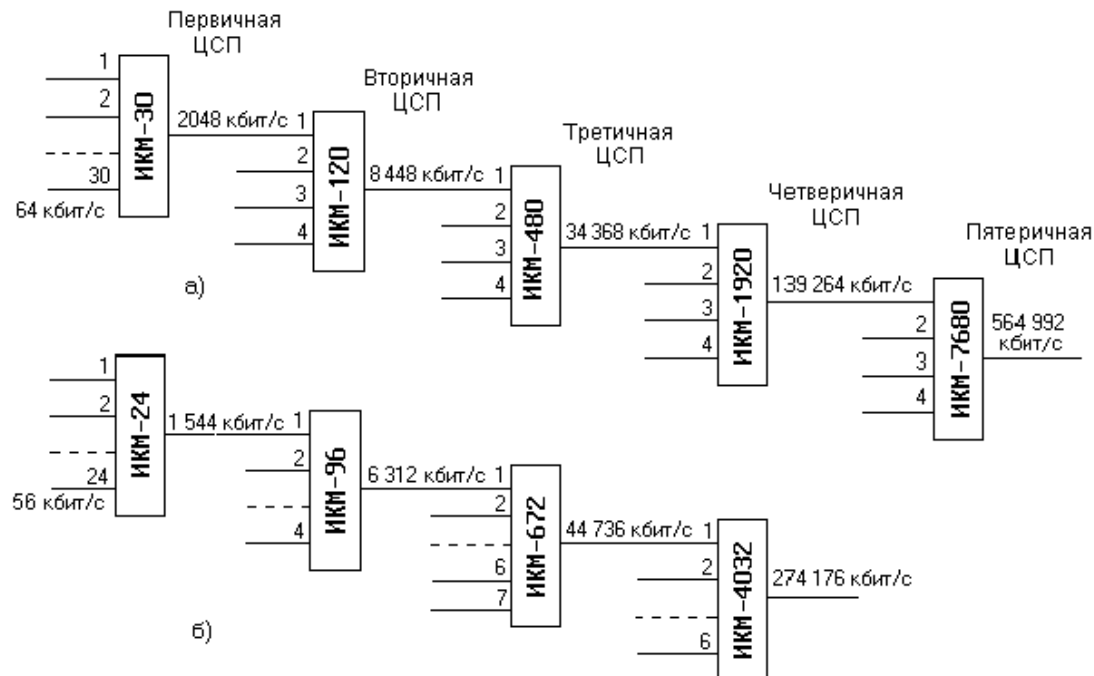 Первичная
ЦСП
1
2
30
64 кбит/с
ИКМ-30
2048 кбит/с
Вторичная
ЦСП
1
2
3
4
ИКМ-120
8 448 кбит/с
Третичная
ЦСП
1
2
3
4
ИКМ-480
34 368 кбит/с
Четверичная
ЦСП
1
2
3
4
ИКМ-1920
139 264 кбит/с
Пятеричная
ЦСП
2
3
4
ИКМ-7680
564 992
кбит/с
а)
1
2
24
56 кбит/с
ИКМ-24
1 544 кбит/с
1
2
4
ИКМ-96
6 312 кбит/с
1
2
6
7
ИКМ-672
44 736 кбит/с
1
2
6
ИКМ-4032
274 176 кбит/с
б)